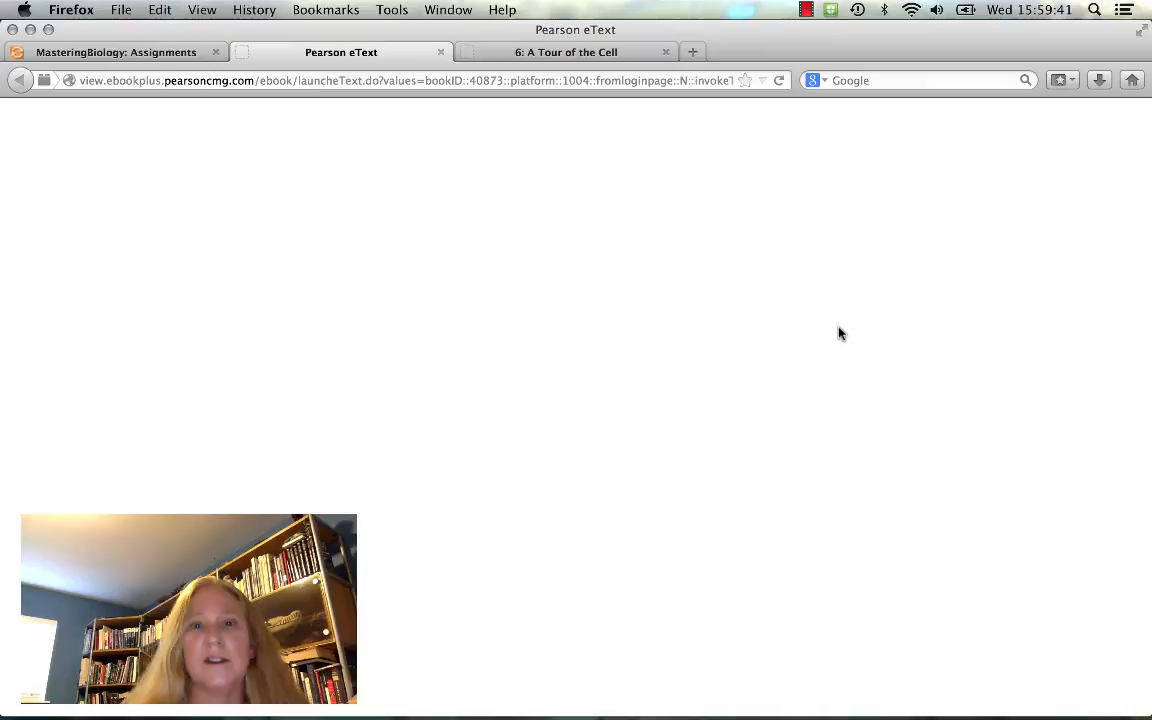 Firefox File Edit View History Bookmarks Tools Window Help Wed 15:59:41
Pearson eText
MasteringBiology: Assignments Pearson eText 6: A Tour of the Cell
view.ebookplus.pearsoncmg.com/ebook/launcheText.do?values=bookID::40873::platform::1004::fromloginpage::N::invokeT Google